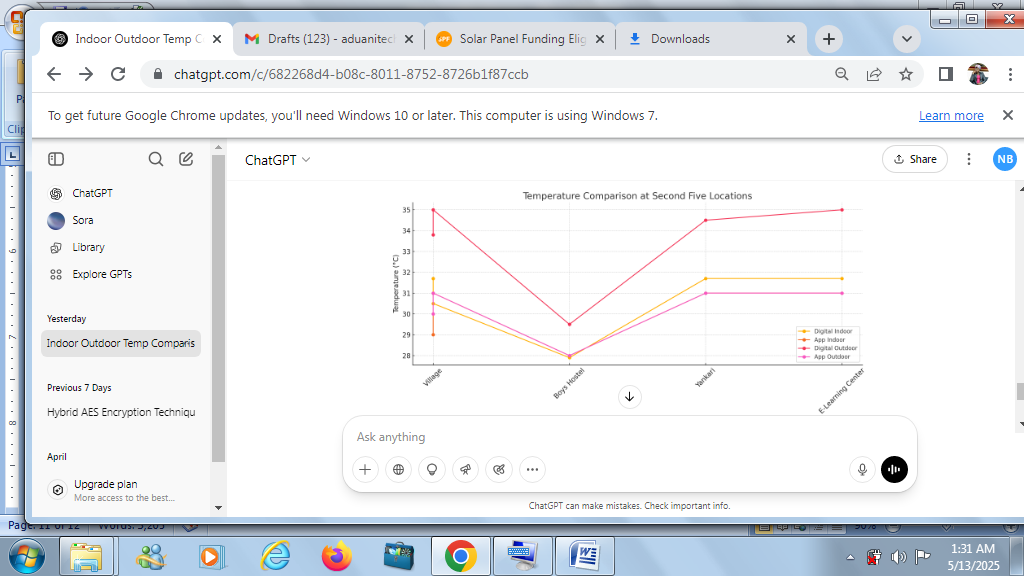 Indoor Outdoor Temp C
Drafts (123) - aduanitech
Solar Panel Funding Elig
Downloads
chatgpt.com/c/682268d4-b08c-8011-8752-8726b1f87ccb
To get future Google Chrome updates, you'll need Windows 10 or later. This computer is using Windows 7.
Learn more
ChatGPT
Share
NB
ChatGPT
Sora
Library
Explore GPTs
Yesterday
Indoor Outdoor Temp Comparis
Previous 7 Days
Hybrid AES Encryption Techniqu
April
Upgrade plan
More access to the best...
Temperature Comparison at Second Five Locations
Temperature (°C)
35
34
33
32
31
30
29
28
Village
Boys Hostel
Yankari
E-Learning Center
Digital Indoor
App Indoor
Digital Outdoor
App Outdoor
Ask anything
ChatGPT can make mistakes. Check important info.
Page: 11 of 12
Words: 3,205
90%
1:31 AM
5/13/2025